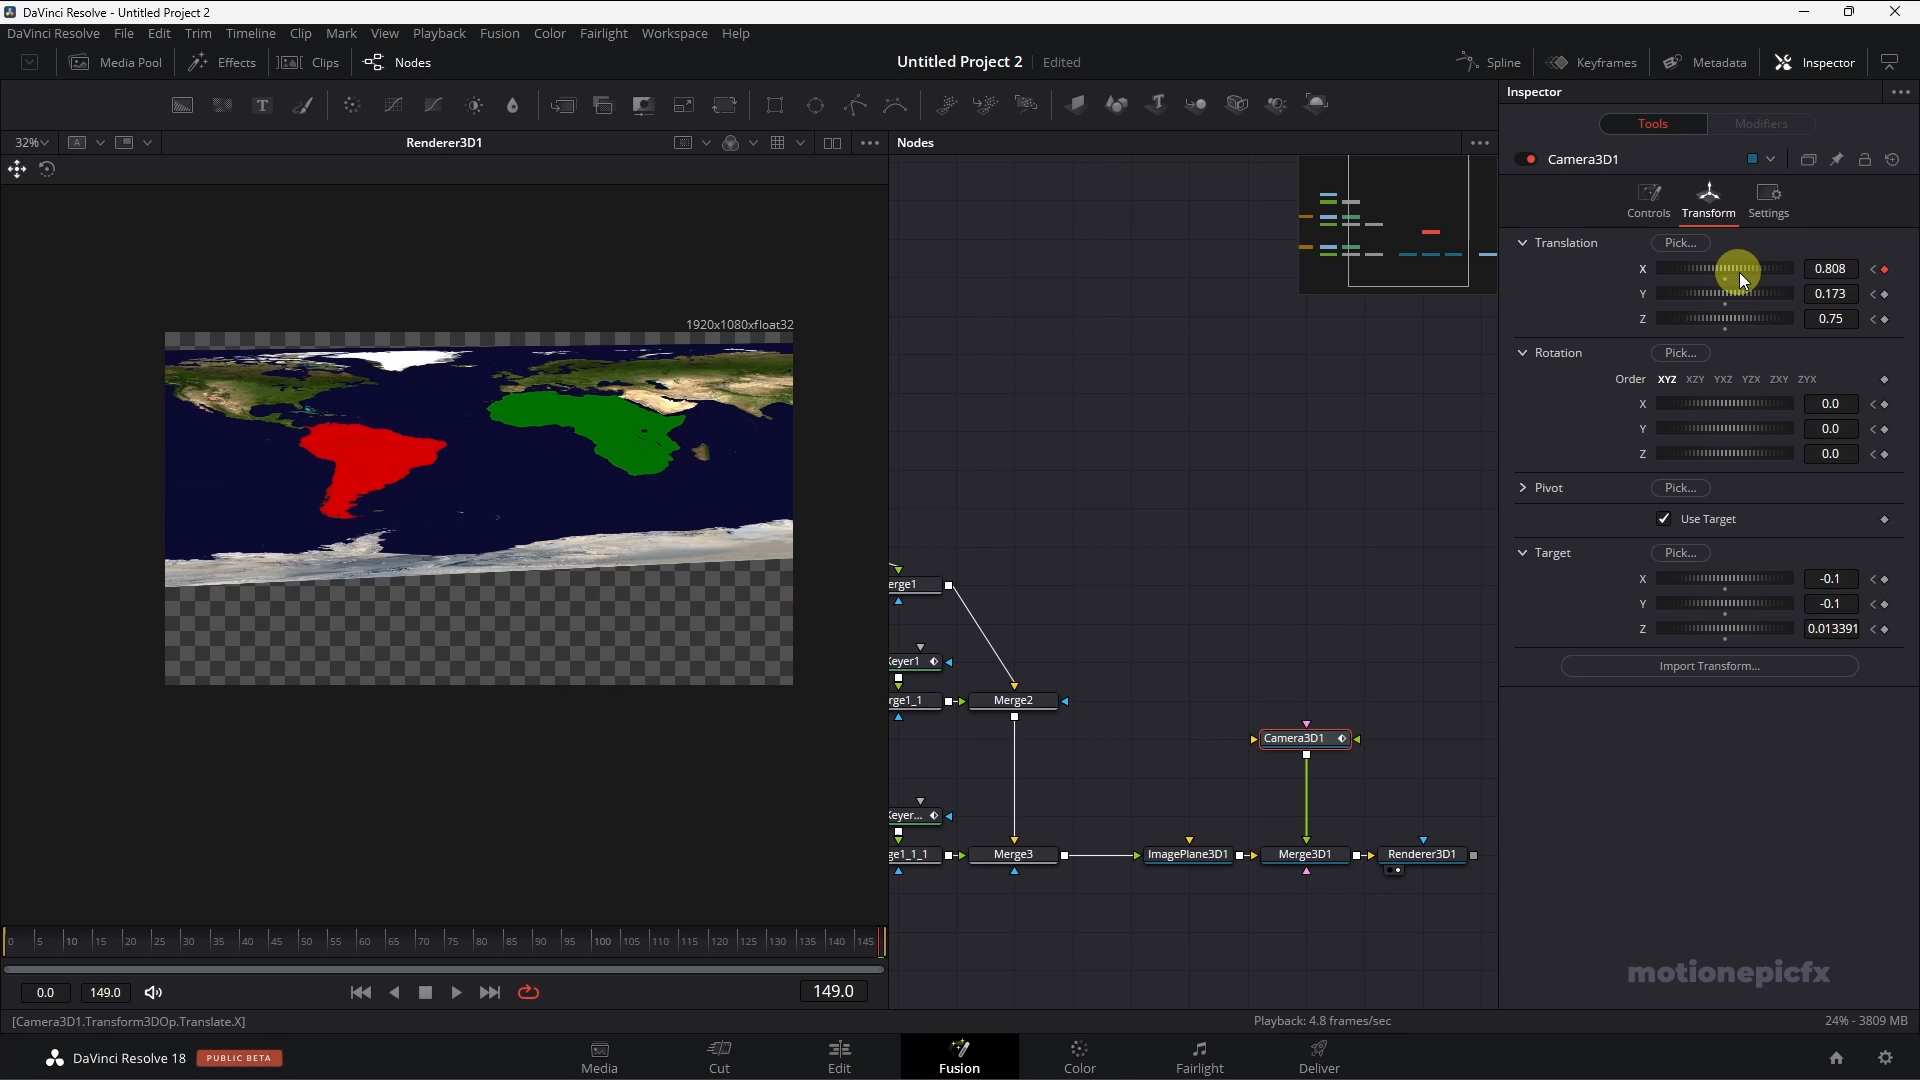 DaVinci Resolve - Untitled Project 2
DaVinci Resolve File Edit Trim Timeline Clip Mark View Playback Fusion Color Fairlight Workspace Help
Media Pool Effects Clips Nodes Untitled Project 2 Edited Spline Keyframes Metadata Inspector
T T
Inspector
32% A Renderer3D1 Nodes
Tools Modifiers
Camera3D1
Controls Transform Settings
Translation Pick...
X 0.808
Y 0.173
Z 0.75
1920x1080xfloat32
Rotation Pick...
Order XYZ XZY YXZ YZX ZXY ZYX
X 0.0
Y 0.0
Z 0.0
Pivot Pick...
Use Target
Target Pick...
X -0.1
Y -0.1
Z 0.013391
Import Transform...
erge1
Keyer1
rge1_1 Merge2
Camera3D1
Keyer...
ge1_1_1 Merge3 ImagePlane3D1 Merge3D1 Renderer3D1
0 5 10 15 20 25 30 35 40 45 50 55 60 65 70 75 80 85 90 95 100 105 110 115 120 125 130 135 140 145
motionepicfx
0.0 149.0 149.0
[Camera3D1.Transform3DOp.Translate.X] Playback: 4.8 frames/sec 24% - 3809 MB
DaVinci Resolve 18 PUBLIC BETA
Media Cut Edit Fusion Color Fairlight Deliver